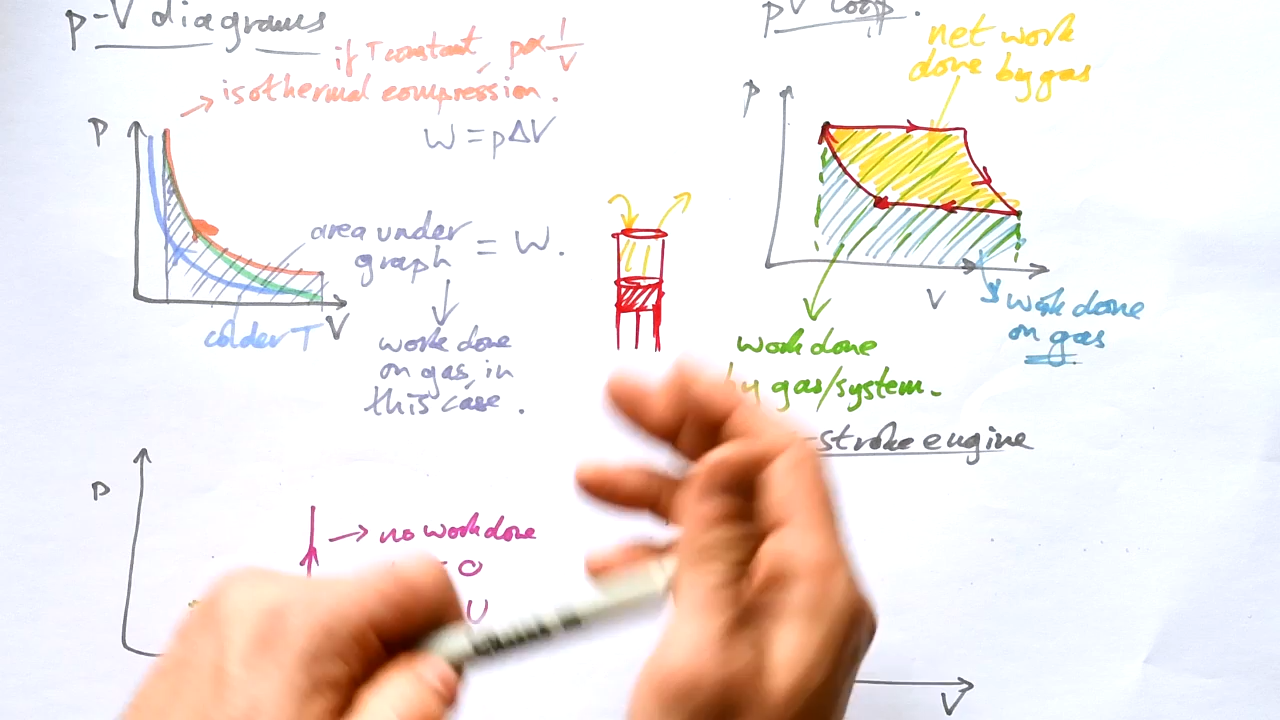 p-V diagrams
if T constant, p∝1/V
isothermal compression.
W = pΔV
p
area under
graph
= W.
V
colder T
work done
on gas, in
this case.
pV loop.
net work
done by gas
p
V
work done
on gas
work done
by gas/system.
-stroke engine
p
no work done
0
U
V